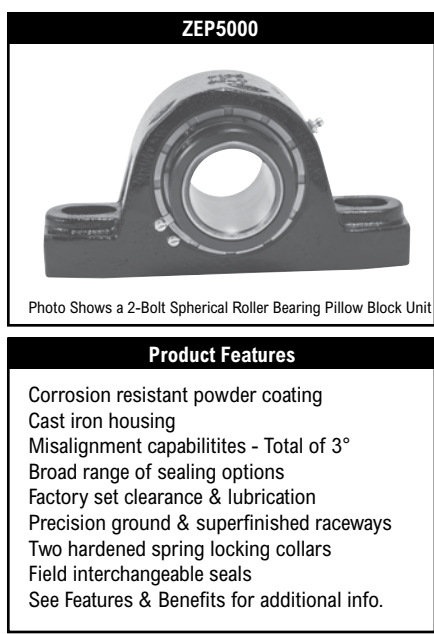 ZEP5000
Photo Shows a 2-Bolt Spherical Roller Bearing Pillow Block Unit
Product Features
Corrosion resistant powder coating
Cast iron housing
Misalignment capabilitites - Total of 3°
Broad range of sealing options
Factory set clearance & lubrication
Precision ground & superfinished raceways
Two hardened spring locking collars
Field interchangeable seals
See Features & Benefits for additional info.